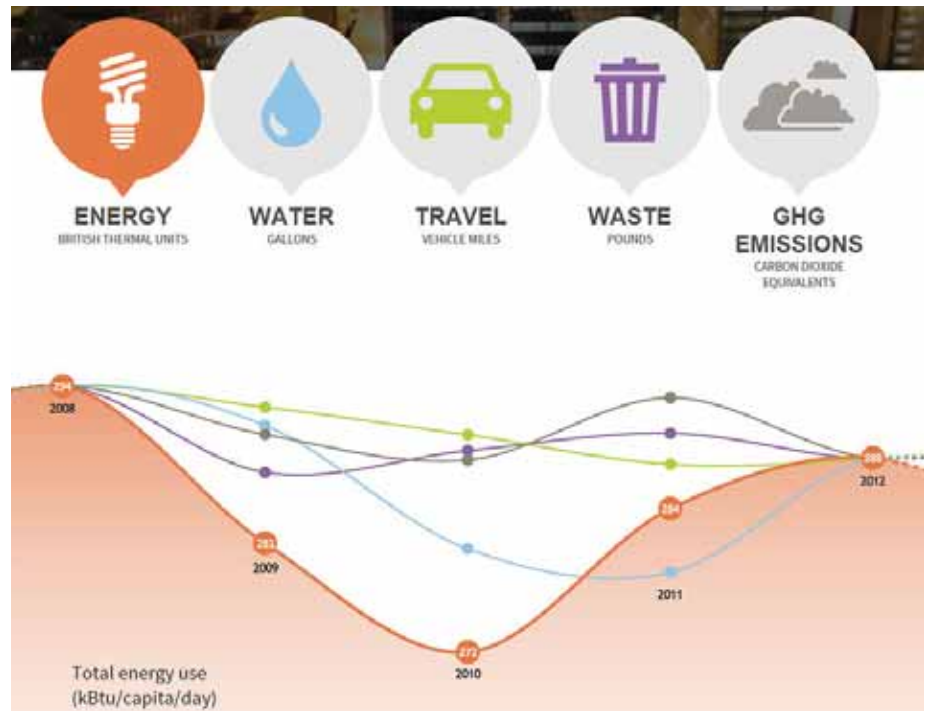 ENERGY
BRITISH THERMAL UNITS
WATER
GALLONS
TRAVEL
VEHICLE MILES
WASTE
POUNDS
GHG
EMISSIONS
CARBON DIOXIDE
EQUIVALENTS
294
2008
2012
284
283
2009
2011
272
2010
Total energy use
(kBtu/capita/day)